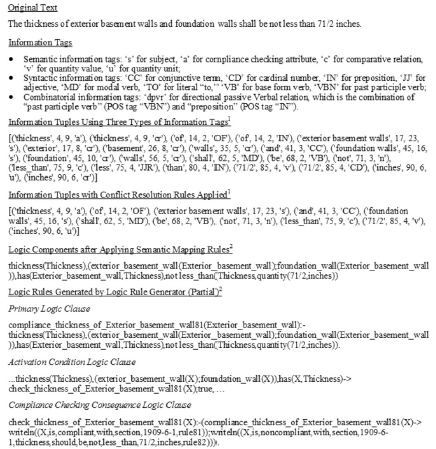 Original Text
The thickness of exterior basement walls and foundation walls shall be not less than 71/2 inches.
Information Tags
• Semantic information tags: ‘s’ for subject, ‘a’ for compliance checking attribute, ‘c’ for comparative relation,
‘v’ for quantity value, ‘u’ for quantity unit;
• Syntactic information tags: ‘CC’ for conjunctive term, ‘CD’ for cardinal number, ‘IN’ for preposition, ‘JJ’ for
adjective, ‘MD’ for modal verb, ‘TO’ for literal “to,” ‘VB’ for base form verb, ‘VBN’ for past participle verb;
• Combinatorial information tags: ‘dpvr’ for directional passive Verbal relation, which is the combination of
“past participle verb” (POS tag “VBN”) and “preposition” (POS tag “IN”).
Information Tuples Using Three Types of Information Tags1
[('thickness', 4, 9, 'a'), ('thickness', 4, 9, 'cr'), ('of', 14, 2, 'OF'), ('of', 14, 2, 'IN'), ('exterior basement walls', 17, 23,
's'), ('exterior', 17, 8, 'cr'), ('basement', 26, 8, 'cr'), ('walls', 35, 5, 'cr'), ('and', 41, 3, 'CC'), ('foundation walls', 45, 16,
's'), ('foundation', 45, 10, 'cr'), ('walls', 56, 5, 'cr'), ('shall', 62, 5, 'MD'), ('be', 68, 2, 'VB'), ('not', 71, 3, 'n'),
('less than', 75, 9, 'c'), ('less', 75, 4, 'JJR'), ('than', 80, 4, 'IN'), ('71/2', 85, 4, 'v'), ('71/2', 85, 4, 'CD'), ('inches', 90, 6,
'u'), ('inches', 90, 6, 'cr')]
Information Tuples with Conflict Resolution Rules Applied1
[('thickness', 4, 9, 'a'), ('of', 14, 2, 'OF'), ('exterior basement walls', 17, 23, 's'), ('and', 41, 3, 'CC'), ('foundation
walls', 45, 16, 's'), ('shall', 62, 5, 'MD'), ('be', 68, 2, 'VB'), ('not', 71, 3, 'n'), ('less than', 75, 9, 'c'), ('71/2', 85, 4, 'v'),
('inches', 90, 6, 'u')]
Logic Components after Applying Semantic Mapping Rules2
thickness(Thickness),(exterior_basement_wall(Exterior_basement_wall);foundation_wall(Exterior_basement_wall
)),has(Exterior_basement_wall,Thickness),not less_than(Thickness,quantity(71/2,inches))
Logic Rules Generated by Logic Rule Generator (Partial)2
Primary Logic Clause
compliance_thickness_of_Exterior_basement_wall81(Exterior_basement_wall):-
thickness(Thickness),(exterior_basement_wall(Exterior_basement_wall);foundation_wall(Exterior_basement_wall
)),has(Exterior_basement_wall,Thickness),not less_than(Thickness,quantity(71/2,inches)).
Activation Condition Logic Clause
...thickness(Thickness),(exterior_basement_wall(X);foundation_wall(X)),has(X,Thickness)->
check_thickness_of_Exterior_basement_wall81(X);true, …
Compliance Checking Consequence Logic Clause
check_thickness_of_Exterior_basement_wall81(X):-(compliance_thickness_of_Exterior_basement_wall81(X)->
writeln((X,is,compliant,with,section,1909-6-1,rule81));writeln((X,is,noncompliant,with,section,1909-6-
1,thickness,should,be,not,less_than,71/2,inches,rule82))).